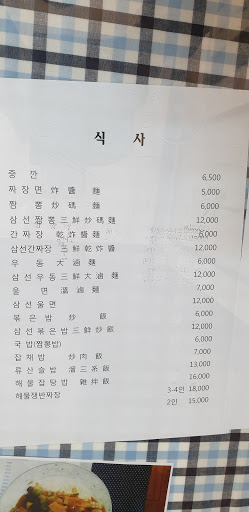 식 사
중 깐 6,500
짜 장 면 炸 醬 麵 5,000
짬 뽕 炒 碼 麵 6,000
삼 선 짬 뽕 三 鮮 炒 碼 麵 12,000
간 짜 장 乾 炸 醬 麵 6,000
삼선간짜장 三 鮮 乾 炸 醬 12,000
우 동 大 滷 麵 6,000
삼 선 우 동 三 鮮 大 滷 麵 12,000
울 면 溫 滷 麵 7,000
삼 선 울 면 12,000
볶 은 밥 炒 飯 6,000
삼 선 볶 은 밥 三 鮮 炒 飯 12,000
국 밥(짬뽕밥) 6,000
잡 채 밥 炒 肉 飯 7,000
류 산 슬 밥 溜 三 絲 飯 13,000
해 물 잡 탕 밥 雜 拌 飯 16,000
해물쟁반짜장 3-4인 18,000
2인 15,000